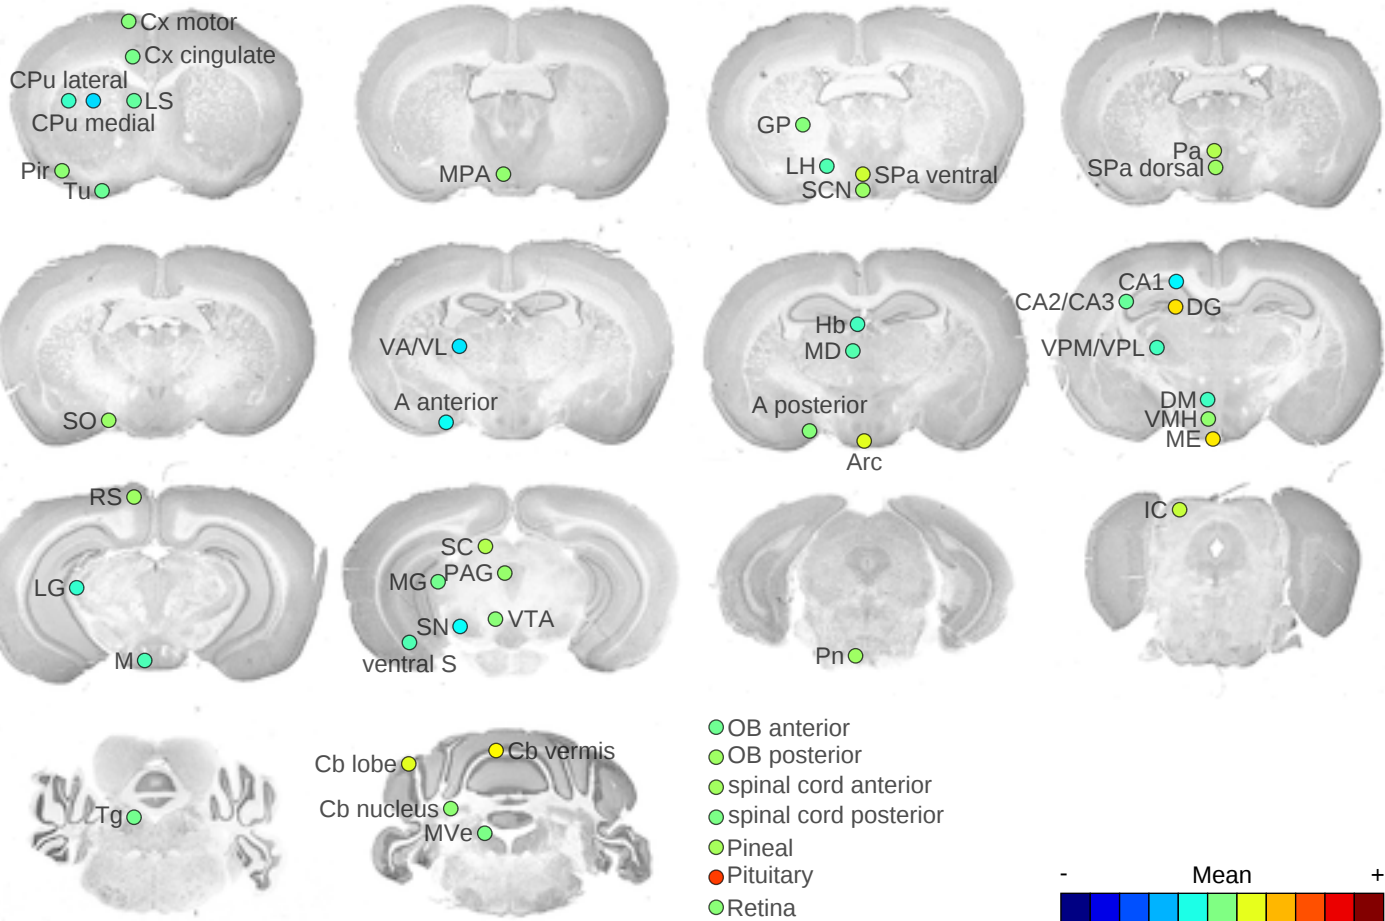 Cx motor
Cx cingulate
CPu lateral
LS
CPu medial
Pir
Tu
MPA
GP
LH
SPa ventral
SCN
Pa
SPa dorsal
SO
VA/VL
A anterior
Hb
MD
A posterior
Arc
CA1
CA2/CA3
DG
VPM/VPL
DM
VMH
ME
RS
LG
M
SC
MG
PAG
SN
VTA
ventral S
Pn
IC
Tg
Cb lobe
Cb vermis
Cb nucleus
MVe
OB anterior
OB posterior
spinal cord anterior
spinal cord posterior
Pineal
Pituitary
Retina
- Mean +